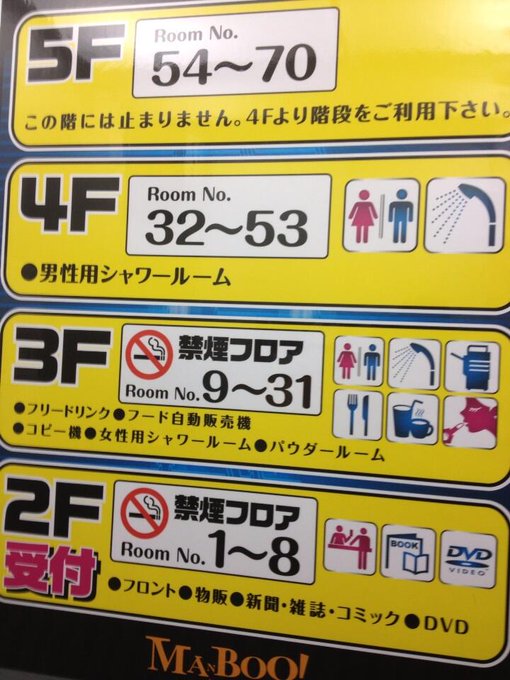 5F
Room No.
54〜70
この階には止まりません。4Fより階段をご利用下さい。
4F
Room No.
32〜53
●男性用シャワールーム
3F
禁煙フロア
Room No. 9〜31
●フリードリンク●フード自動販売機
●コピー機●女性用シャワールーム●パウダールーム
2F
受付
禁煙フロア
Room No. 1〜8
BOOK
DVD
VIDEO
●フロント●物販●新聞・雑誌・コミック●DVD
MANBOO!